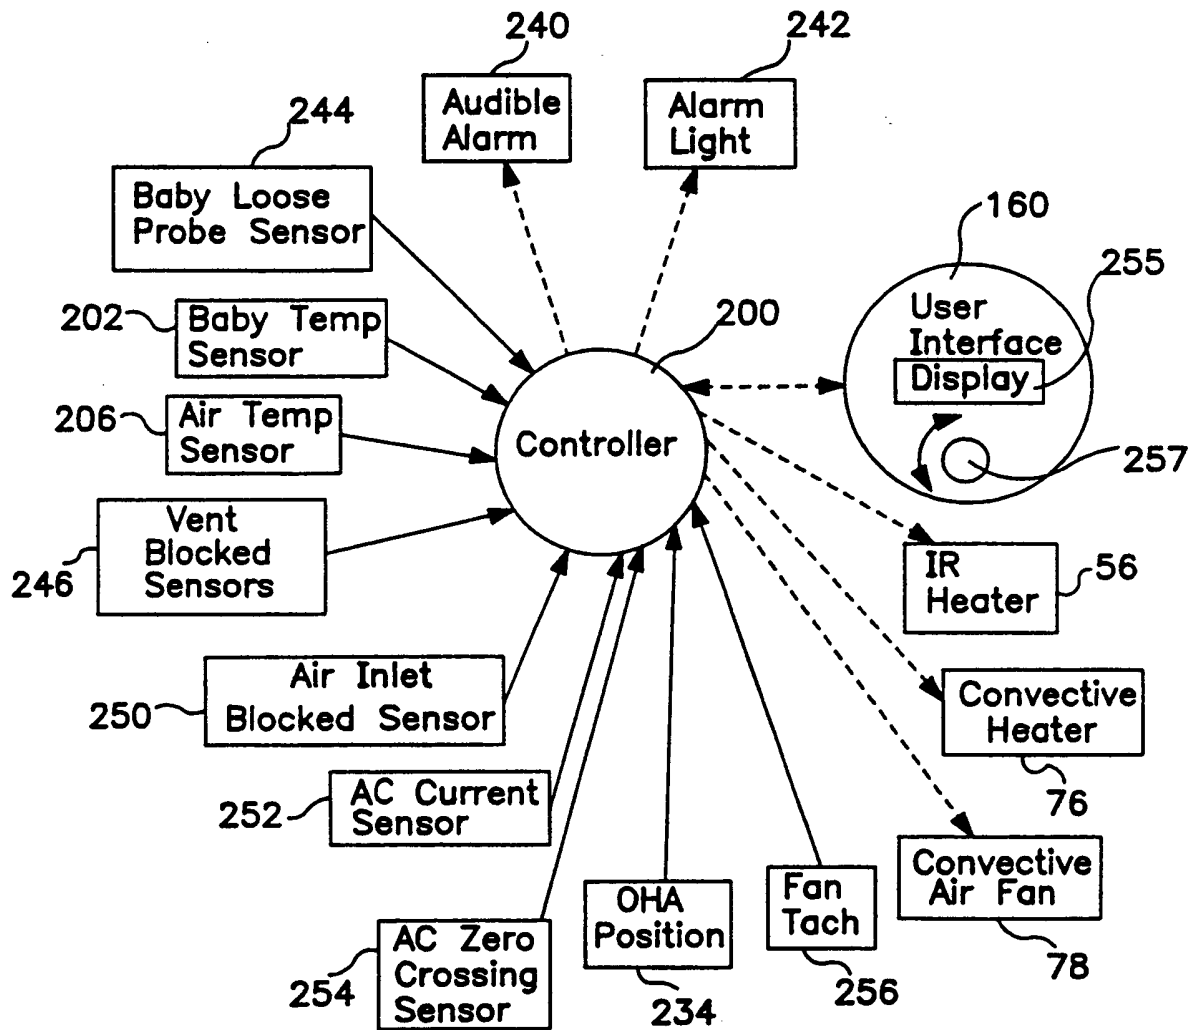 240
242
Audible
Alarm
Alarm
Light
244
Baby Loose
Probe Sensor
160
255
User
Interface
Display
202
Baby Temp
Sensor
200
206
Air Temp
Sensor
Controller
257
Vent
Blocked
Sensors
246
IR
Heater
56
Air Inlet
Blocked Sensor
250
Convective
Heater
76
AC Current
Sensor
252
Convective
Air Fan
78
OHA
Position
234
Fan
Tach
256
AC Zero
Crossing
Sensor
254